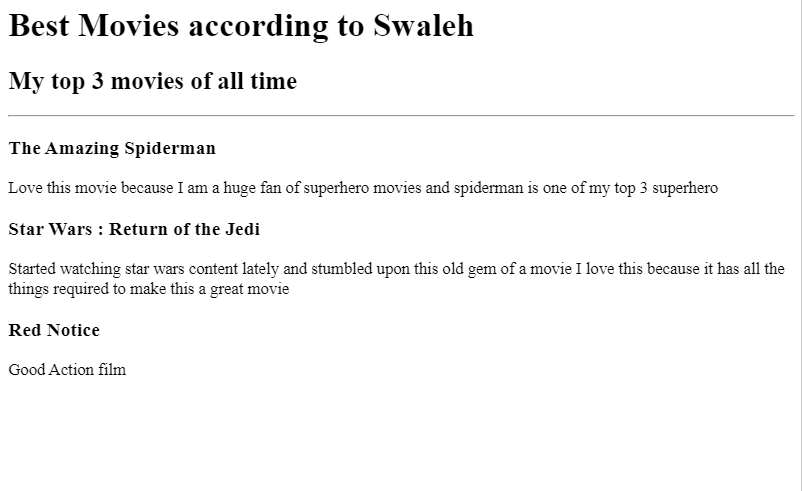 Best Movies according to Swaleh
My top 3 movies of all time
The Amazing Spiderman
Love this movie because I am a huge fan of superhero movies and spiderman is one of my top 3 superhero
Star Wars : Return of the Jedi
Started watching star wars content lately and stumbled upon this old gem of a movie I love this because it has all the
things required to make this a great movie
Red Notice
Good Action film